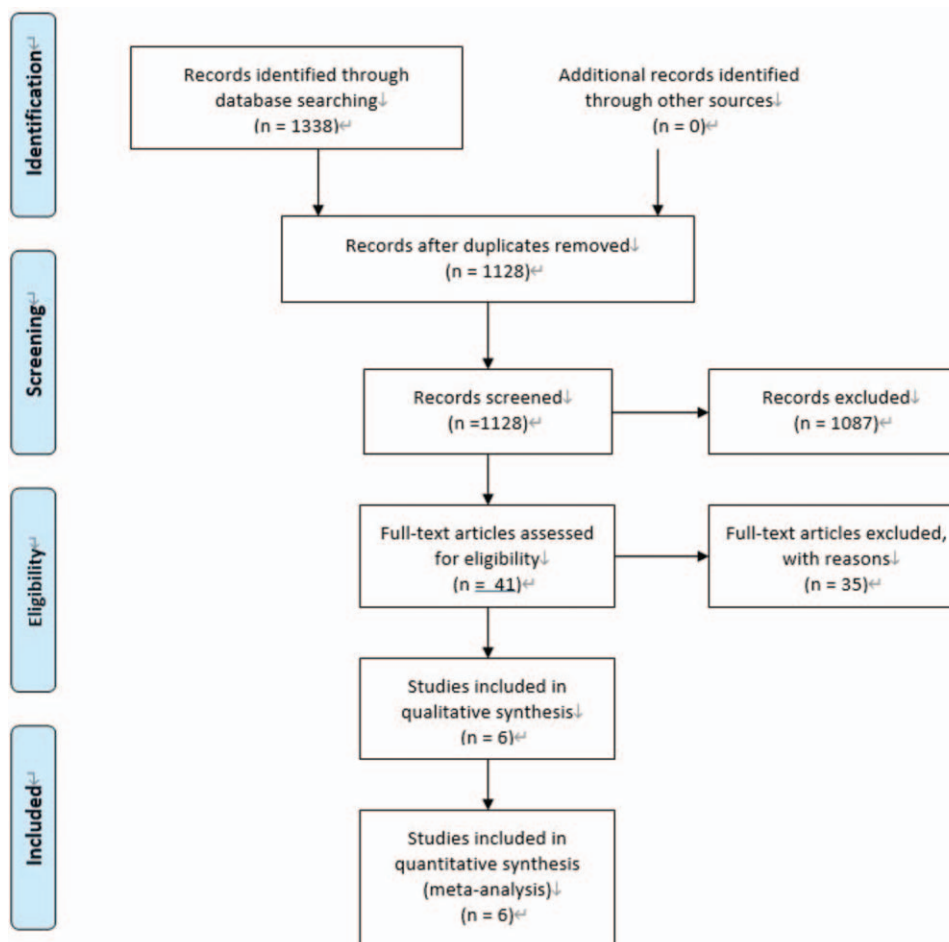 Identification↵
Records identified through
database searching↓
(n = 1338)↵
Additional records identified
through other sources↓
(n = 0)↵
Records after duplicates removed↓
(n = 1128)↵
Screening↵
Records screened↓
(n =1128)↵
Records excluded↓
(n = 1087)↵
Eligibility↵
Full-text articles assessed
for eligibility↓
(n = 41)↵
Full-text articles excluded,
with reasons↓
(n = 35)↵
Studies included in
qualitative synthesis↓
(n = 6)↵
Included↵
Studies included in
quantitative synthesis
(meta-analysis)↓
(n = 6)↵